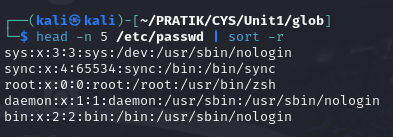 ┌──(kali㉿kali)-[~/PRATIK/CYS/Unit1/glob]
└─$ head -n 5 /etc/passwd | sort -r
sys:x:3:3:sys:/dev:/usr/sbin/nologin
sync:x:4:65534:sync:/bin:/bin/sync
root:x:0:0:root:/root:/usr/bin/zsh
daemon:x:1:1:daemon:/usr/sbin:/usr/sbin/nologin
bin:x:2:2:bin:/bin:/usr/sbin/nologin